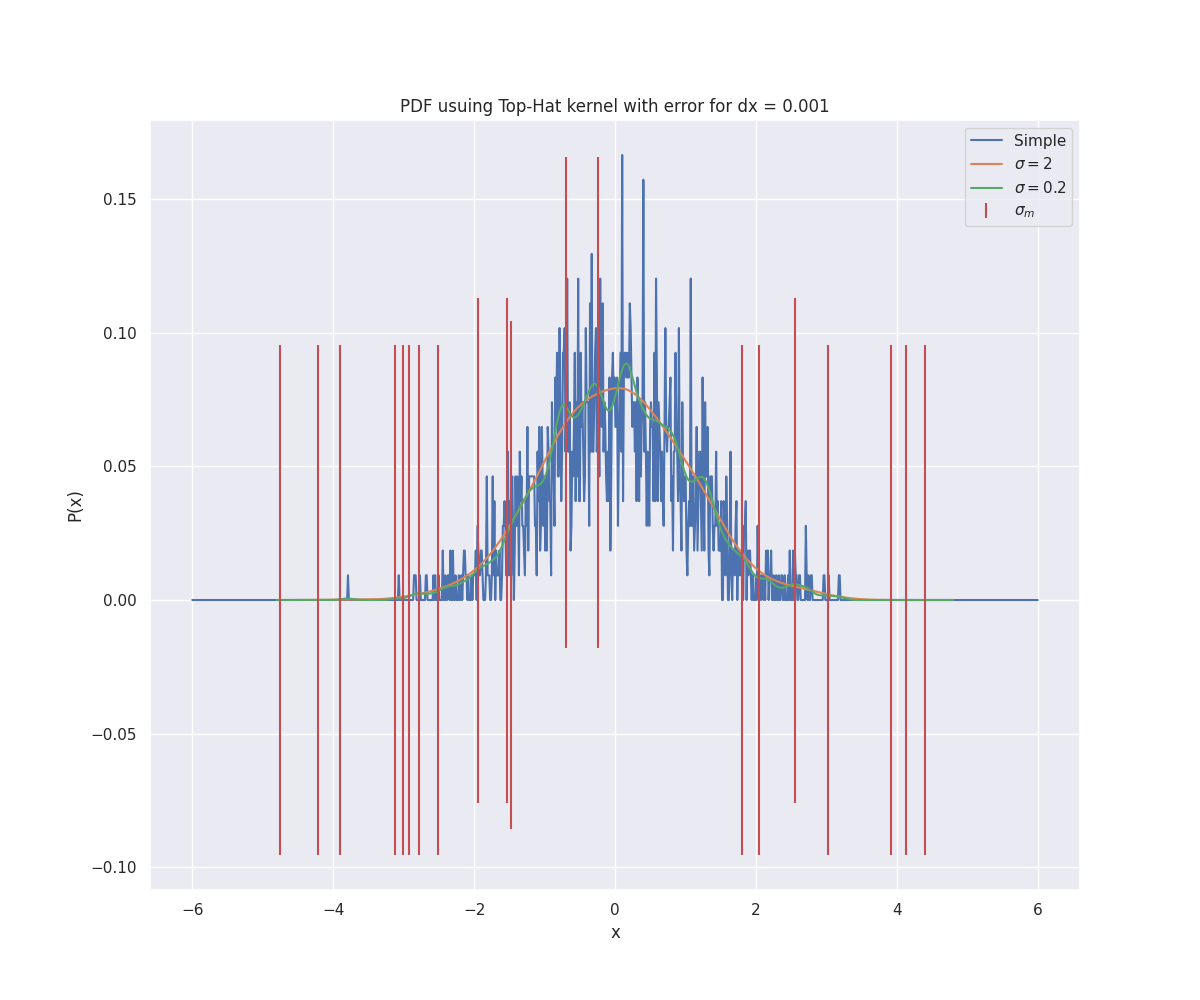 PDF usuing Top-Hat kernel with error for dx = 0.001
Simple
σ = 2
σ = 0.2
σₘ
0.15
0.10
0.05
0.00
−0.05
−0.10
P(x)
−6 −4 −2 0 2 4 6
x